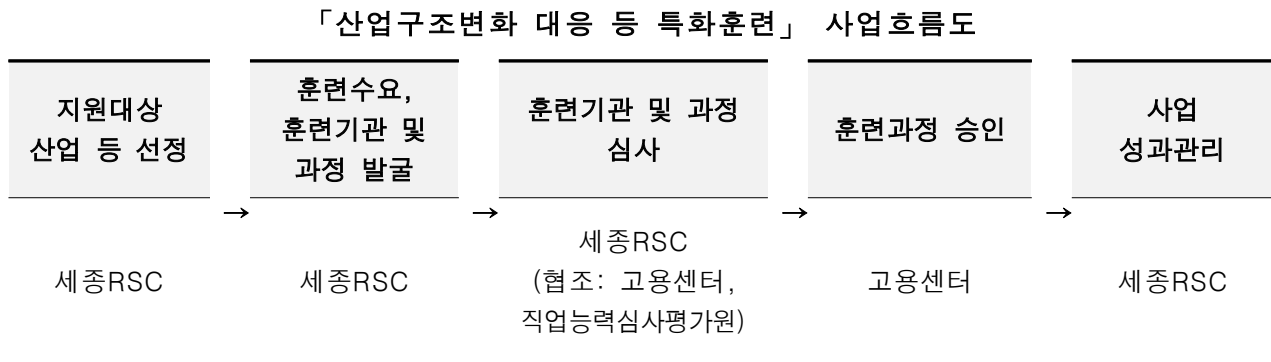 「산업구조변화 대응 등 특화훈련」 사업흐름도
지원대상
산업 등 선정
훈련수요,
훈련기관 및
과정 발굴
훈련기관 및 과정
심사
훈련과정 승인
사업
성과관리
→ → → →
세종RSC
세종RSC
세종RSC
(협조: 고용센터,
직업능력심사평가원)
고용센터
세종RSC